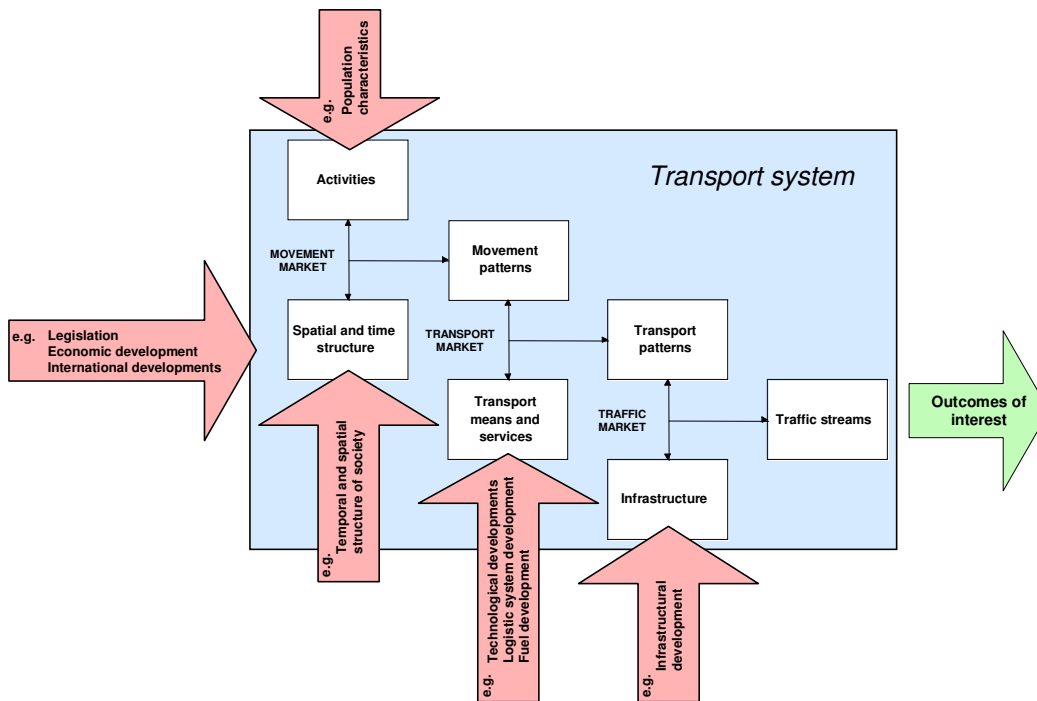 e.g. Population
characteristics
Transport system
Activities
MOVEMENT
MARKET
Movement
patterns
e.g. Legislation
Economic development
International developments
Spatial and time
structure
TRANSPORT
MARKET
Transport
patterns
Transport
means and
services
TRAFFIC
MARKET
Traffic streams
Outcomes of
interest
Infrastructure
e.g. Temporal and spatial
structure of society
e.g. Technological developments
Logistic system development
Fuel development
e.g. Infrastructural
development